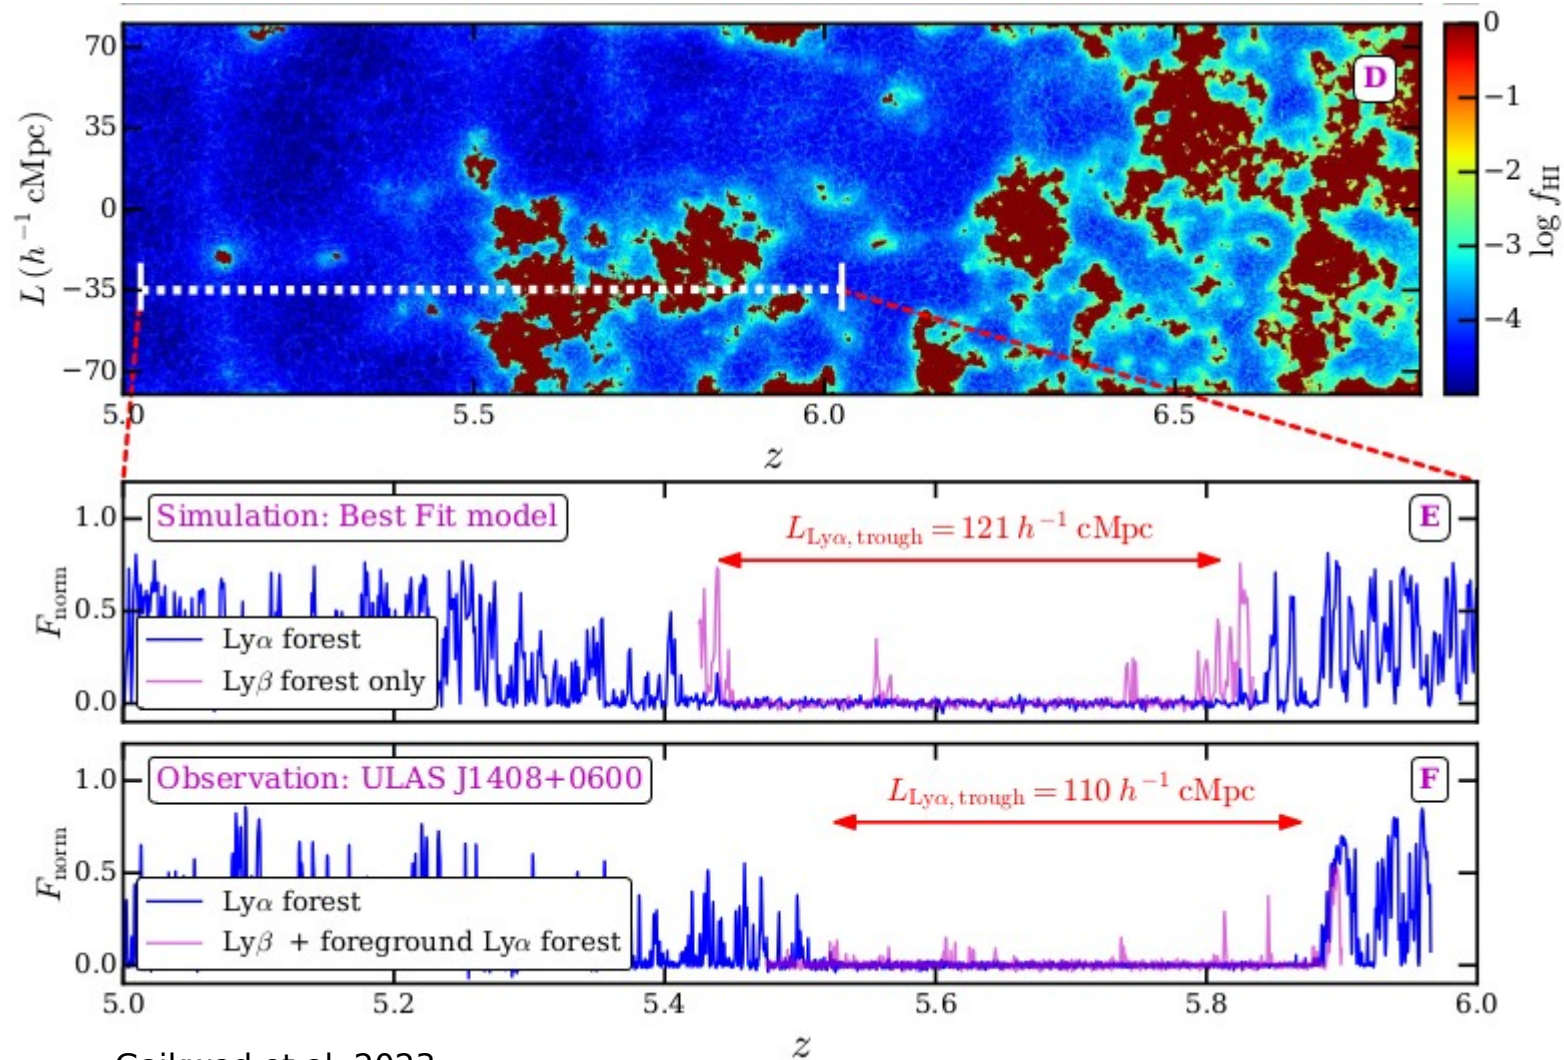 70
35
0
−35
−70
L (h⁻¹ cMpc)
D
0
−1
−2
−3
−4
log f_HI
5.0 5.5 6.0 6.5
z
Simulation: Best Fit model
E
L_Lyα, trough = 121 h⁻¹ cMpc
1.0
0.5
0.0
F_norm
Lyα forest
Lyβ forest only
Observation: ULAS J1408+0600
F
L_Lyα, trough = 110 h⁻¹ cMpc
1.0
0.5
0.0
F_norm
Lyα forest
Lyβ + foreground Lyα forest
5.0 5.2 5.4 5.6 5.8 6.0
z